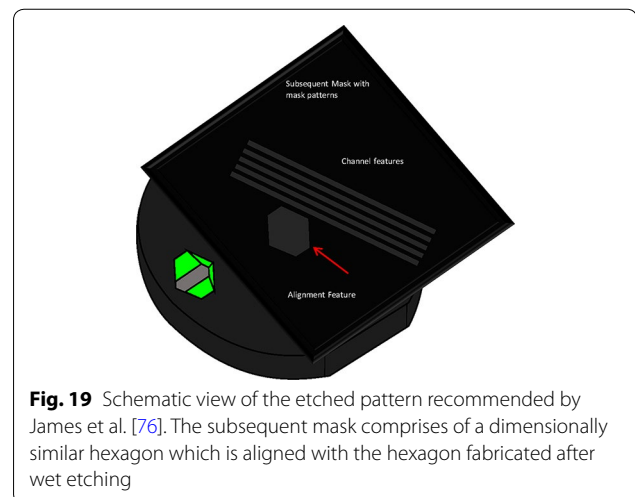 Subsequent Mask with
mask patterns
Channel features
Alignment Feature
Fig. 19 Schematic view of the etched pattern recommended by
James et al. [76]. The subsequent mask comprises of a dimensionally
similar hexagon which is aligned with the hexagon fabricated after
wet etching